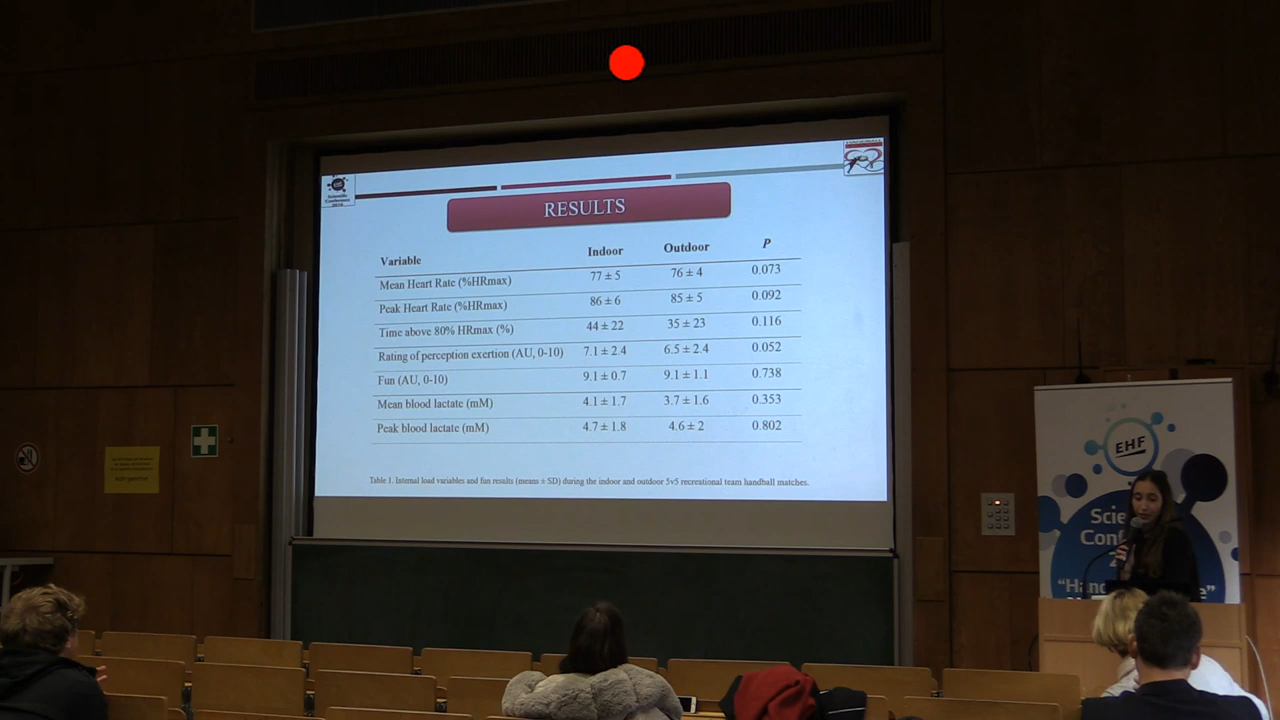 EHF
Scientific
Conference
RESULTS
Variable Indoor Outdoor P
Mean Heart Rate (%HRmax) 77 ± 5 76 ± 4 0.073
Peak Heart Rate (%HRmax) 86 ± 6 85 ± 5 0.092
Time above 80% HRmax (%) 44 ± 22 35 ± 23 0.116
Rating of perception exertion (AU, 0-10) 7.1 ± 2.4 6.5 ± 2.4 0.052
Fun (AU, 0-10) 9.1 ± 0.7 9.1 ± 1.1 0.738
Mean blood lactate (mM) 4.1 ± 1.7 3.7 ± 1.6 0.353
Peak blood lactate (mM) 4.7 ± 1.8 4.6 ± 2 0.802
Table 1. Internal load variables and fun results (means ± SD) during the indoor and outdoor 5v5 recreational team handball matches.
EHF
Scie
Conf
2
"Han e"